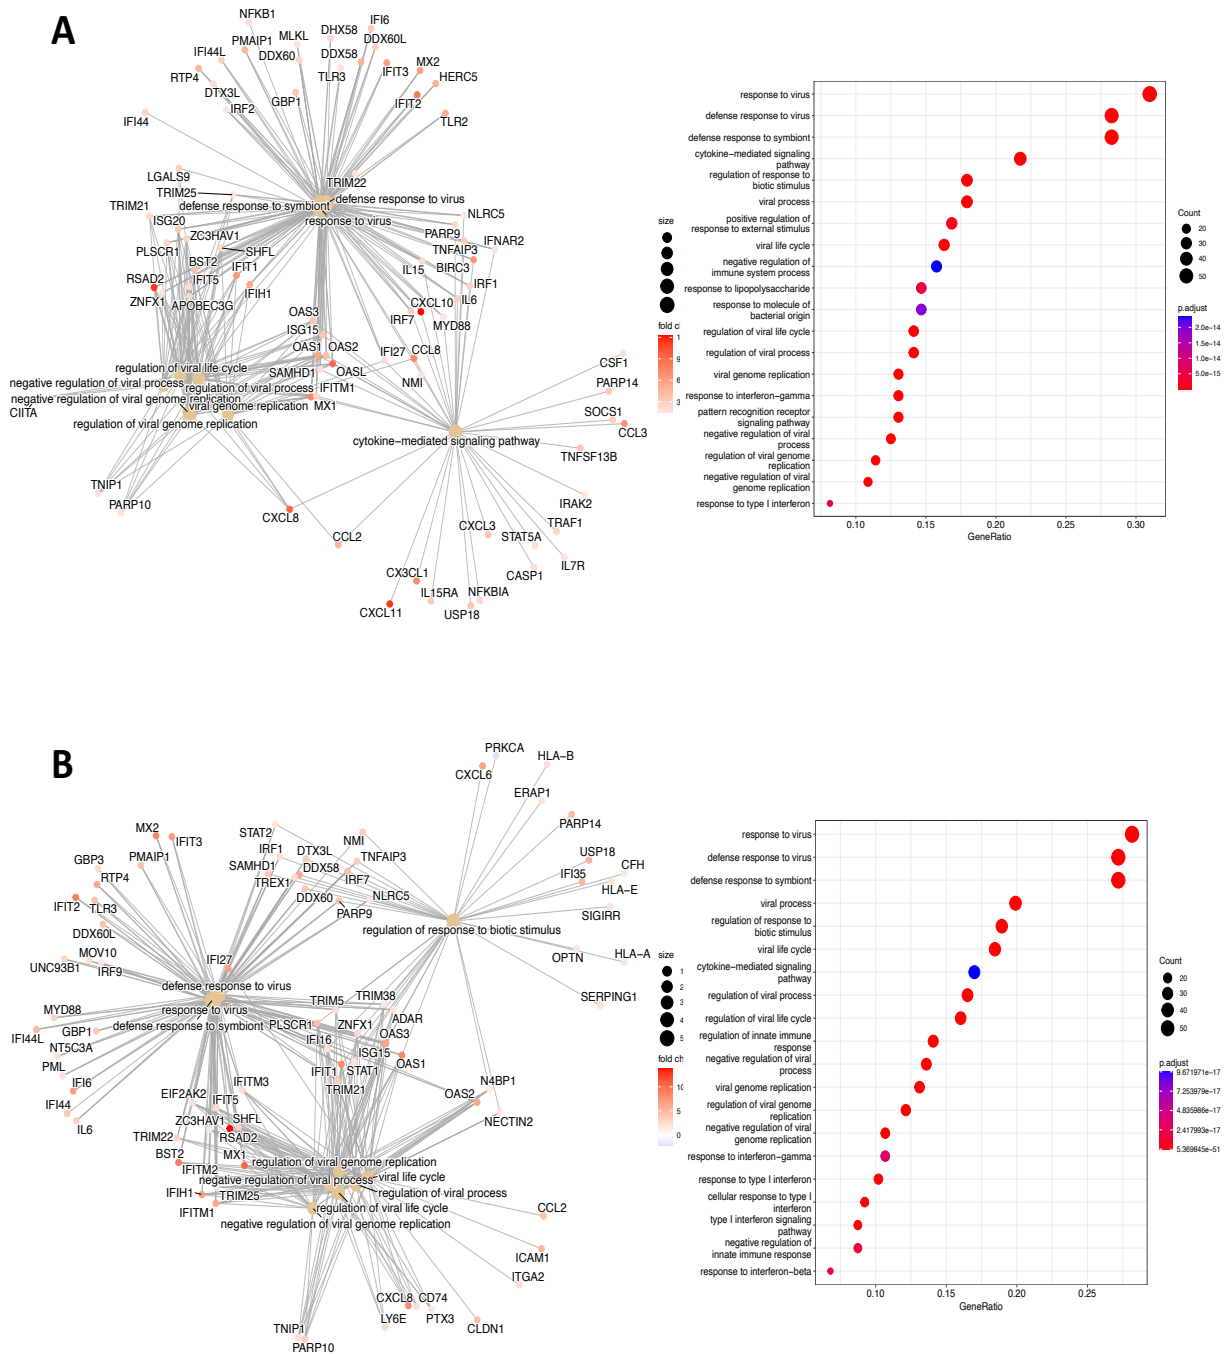 A
NFKB1
IFI6
DHX58
PMAIP1
MLKL
DDX60L
IFI44L
DDX60
DDX58
MX2
RTP4
TLR3
IFIT3
HERC5
DTX3L
GBP1
IFIT2
IRF2
IFI44
TLR2
LGALS9
TRIM22
TRIM25
defense response to virus
TRIM21
defense response to symbiont
NLRC5
ISG20
response to virus
ZC3HAV1
PARP9
IFNAR2
PLSCR1
SHFL
TNFAIP3
BST2
IFIT1
IL15
BIRC3
RSAD2
IFIT5
IRF1
ZNFX1
APOBEC3G
IFIH1
CXCL10
IL6
OAS3
IRF7
MYD88
ISG15
OAS1
OAS2
IFI27
CCL8
regulation of viral life cycle
SAMHD1
OASL
CSF1
negative regulation of viral process
regulation of viral process
IFITM1
NMI
PARP14
negative regulation of viral genome replication
CIITA
viral genome replication
MX1
SOCS1
regulation of viral genome replication
CCL3
cytokine-mediated signaling pathway
TNFSF13B
TNIP1
PARP10
IRAK2
CXCL8
CXCL3
TRAF1
CCL2
STAT5A
IL7R
CX3CL1
CASP1
IL15RA
NFKBIA
CXCL11
USP18
size
fold ch
1
9
6
3
response to virus
defense response to virus
defense response to symbiont
cytokine-mediated signaling
pathway
regulation of response to
biotic stimulus
viral process
positive regulation of
response to external stimulus
viral life cycle
negative regulation of
immune system process
response to lipopolysaccharide
response to molecule of
bacterial origin
regulation of viral life cycle
regulation of viral process
viral genome replication
response to interferon-gamma
pattern recognition receptor
signaling pathway
negative regulation of viral
process
regulation of viral genome
replication
negative regulation of viral
genome replication
response to type I interferon
0.10 0.15 0.20 0.25 0.30
GeneRatio
Count
20
30
40
50
p.adjust
2.0e-14
1.5e-14
1.0e-14
5.0e-15
B
PRKCA
HLA-B
CXCL6
ERAP1
MX2
STAT2
NMI
PARP14
IFIT3
IRF1
DTX3L
GBP3
PMAIP1
SAMHD1
DDX58
TNFAIP3
USP18
CFH
RTP4
TREX1
IRF7
IFI35
HLA-E
IFIT2
TLR3
DDX60
NLRC5
PARP9
SIGIRR
DDX60L
regulation of response to biotic stimulus
MOV10
IFI27
OPTN
HLA-A
UNC93B1
IRF9
defense response to virus
SERPING1
MYD88
response to virus
TRIM5
TRIM38
GBP1
defense response to symbiont
PLSCR1
ZNFX1
ADAR
IFI44L
NT5C3A
IFI16
OAS3
ISG15
PML
IFIT1
STAT1
OAS1
IFI6
IFITM3
TRIM21
N4BP1
EIF2AK2
IFIT5
OAS2
IFI44
ZC3HAV1
SHFL
NECTIN2
IL6
TRIM22
RSAD2
BST2
MX1
regulation of viral genome replication
IFITM2
negative regulation of viral process
viral life cycle
IFIH1
TRIM25
regulation of viral process
IFITM1
regulation of viral life cycle
negative regulation of viral genome replication
CCL2
ICAM1
ITGA2
CXCL8
CD74
LY6E
PTX3
TNIP1
CLDN1
PARP10
size
1
2
3
4
5
fold ch
10
5
0
response to virus
defense response to virus
defense response to symbiont
viral process
regulation of response to
biotic stimulus
viral life cycle
cytokine-mediated signaling
pathway
regulation of viral process
regulation of viral life cycle
regulation of innate immune
response
negative regulation of viral
process
viral genome replication
regulation of viral genome
replication
negative regulation of viral
genome replication
response to interferon-gamma
response to type I interferon
cellular response to type I
interferon
type I interferon signaling
pathway
negative regulation of
innate immune response
response to interferon-beta
0.10 0.15 0.20 0.25
GeneRatio
Count
20
30
40
50
p.adjust
9.671971e-17
7.253979e-17
4.835986e-17
2.417993e-17
5.369845e-51